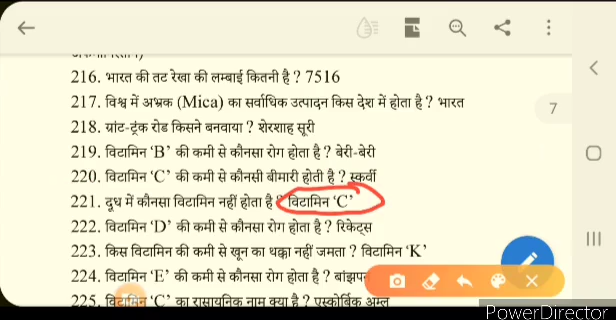 216. भारत की तट रेखा की लम्बाई कितनी है ? 7516
217. विश्व में अभ्रक (Mica) का सर्वाधिक उत्पादन किस देश में होता है ? भारत
7
218. ग्रांट-ट्रंक रोड किसने बनवाया ? शेरशाह सूरी
219. विटामिन 'B' की कमी से कौनसा रोग होता है ? बेरी-बेरी
220. विटामिन 'C' की कमी से कौनसी बीमारी होती है ? स्कर्वी
221. दूध में कौनसा विटामिन नहीं होता है ? विटामिन 'C'
222. विटामिन 'D' की कमी से कौनसा रोग होता है ? रिकेट्स
223. किस विटामिन की कमी से खून का थक्का नहीं जमता ? विटामिन 'K'
224. विटामिन 'E' की कमी से कौनसा रोग होता है ? बांझपन
225. विटामिन 'C' का रासायनिक नाम क्या है ? एस्कोर्बिक अम्ल
PowerDirector